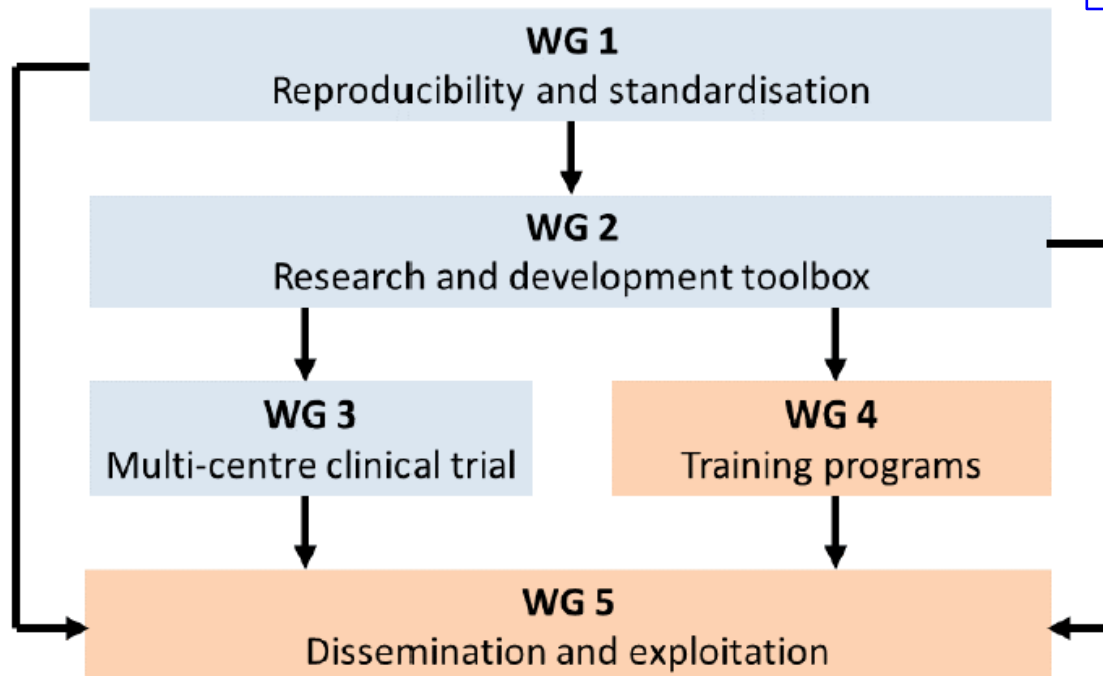 WG 1
Reproducibility and standardisation
WG 2
Research and development toolbox
WG 3
Multi-centre clinical trial
WG 4
Training programs
WG 5
Dissemination and exploitation